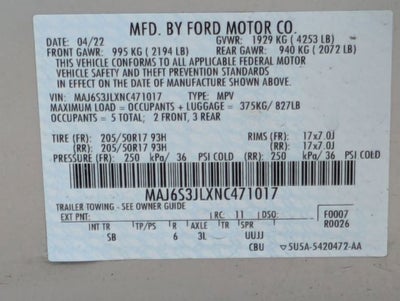 MFD. BY FORD MOTOR CO.
DATE: 04/22 GVWR: 1929 KG ( 4253 LB)
FRONT GAWR: 995 KG ( 2194 LB) REAR GAWR: 940 KG ( 2072 LB)
THIS VEHICLE CONFORMS TO ALL APPLICABLE FEDERAL MOTOR
VEHICLE SAFETY AND THEFT PREVENTION STANDARDS
IN EFFECT ON THE DATE OF MANUFACTURE SHOWN ABOVE.
VIN: MAJ6S3JLXNC471017 TYPE: MPV
MAXIMUM LOAD = OCCUPANTS + LUGGAGE = 375KG/ 827LB
OCCUPANTS = 5 TOTAL; 2 FRONT, 3 REAR
TIRE (FR): 205/50R17 93H RIMS (FR): 17x7.0J
(RR): 205/50R17 93H (RR): 17x7.0J
PRESSURE (FR): 250 kPa/ 36 PSI COLD (RR): 250 kPa/ 36 PSI COLD
MAJ6S3JLXNC471017
TRAILER TOWING - SEE OWNER GUIDE
EXT PNT: RC: 11 DSO: F0007
R0026
INT TR TP/PS R TR SPR
SB 6 3L UUJJ
CBU 5U5A-5420472-AA